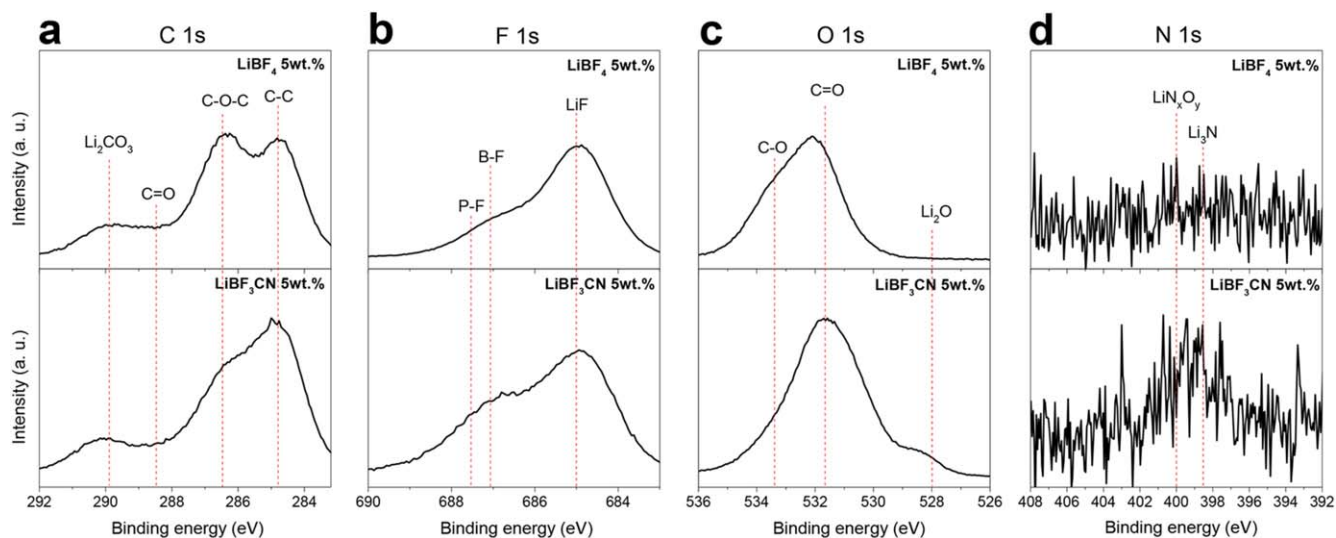 a C 1s
LiBF₄ 5wt.%
C-O-C
C-C
Li₂CO₃
C=O
LiBF₃CN 5wt.%
Intensity (a. u.)
Intensity (a. u.)
292 290 288 286 284
Binding energy (eV)
b F 1s
LiBF₄ 5wt.%
LiF
B-F
P-F
LiBF₃CN 5wt.%
690 688 686 684
Binding energy (eV)
c O 1s
LiBF₄ 5wt.%
C=O
C-O
Li₂O
LiBF₃CN 5wt.%
536 534 532 530 528 526
Binding energy (eV)
d N 1s
LiBF₄ 5wt.%
LiNₓOᵧ
Li₃N
LiBF₃CN 5wt.%
408 406 404 402 400 398 396 394 392
Binding energy (eV)